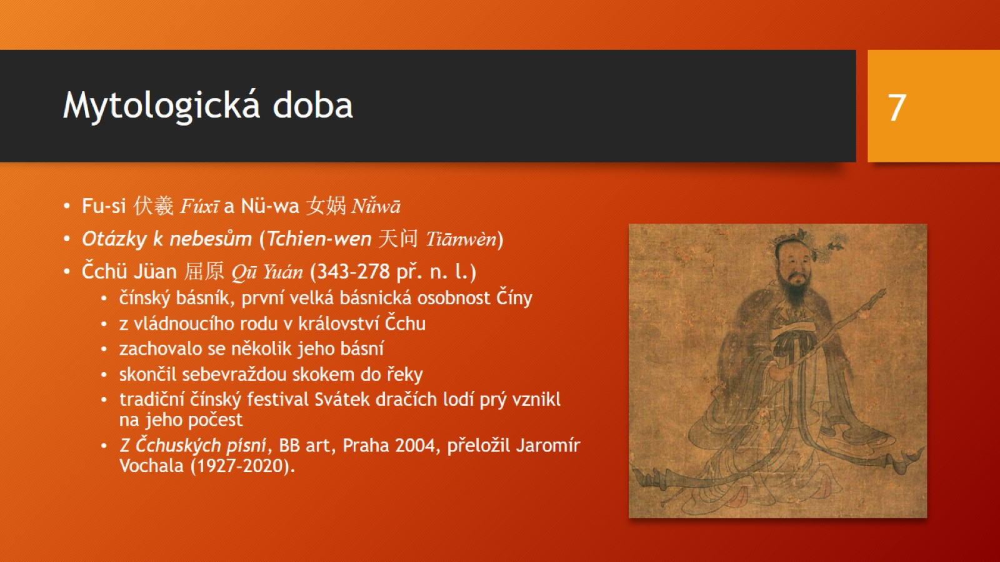 Mytologická doba
7
• Fu-si 伏羲 Fúxī a Nü-wa 女娲 Nǚwā
• Otázky k nebesům (Tchien-wen 天问 Tiānwèn)
• Čchü Jüan 屈原 Qū Yuán (343-278 př. n. l.)
• čínský básník, první velká básnická osobnost Číny
• z vládnoucího rodu v království Čchu
• zachovalo se několik jeho básní
• skončil sebevraždou skokem do řeky
• tradiční čínský festival Svátek dračích lodí prý vznikl
na jeho počest
• Z Čchuských písní, BB art, Praha 2004, přeložil Jaromír
Vochala (1927-2020).